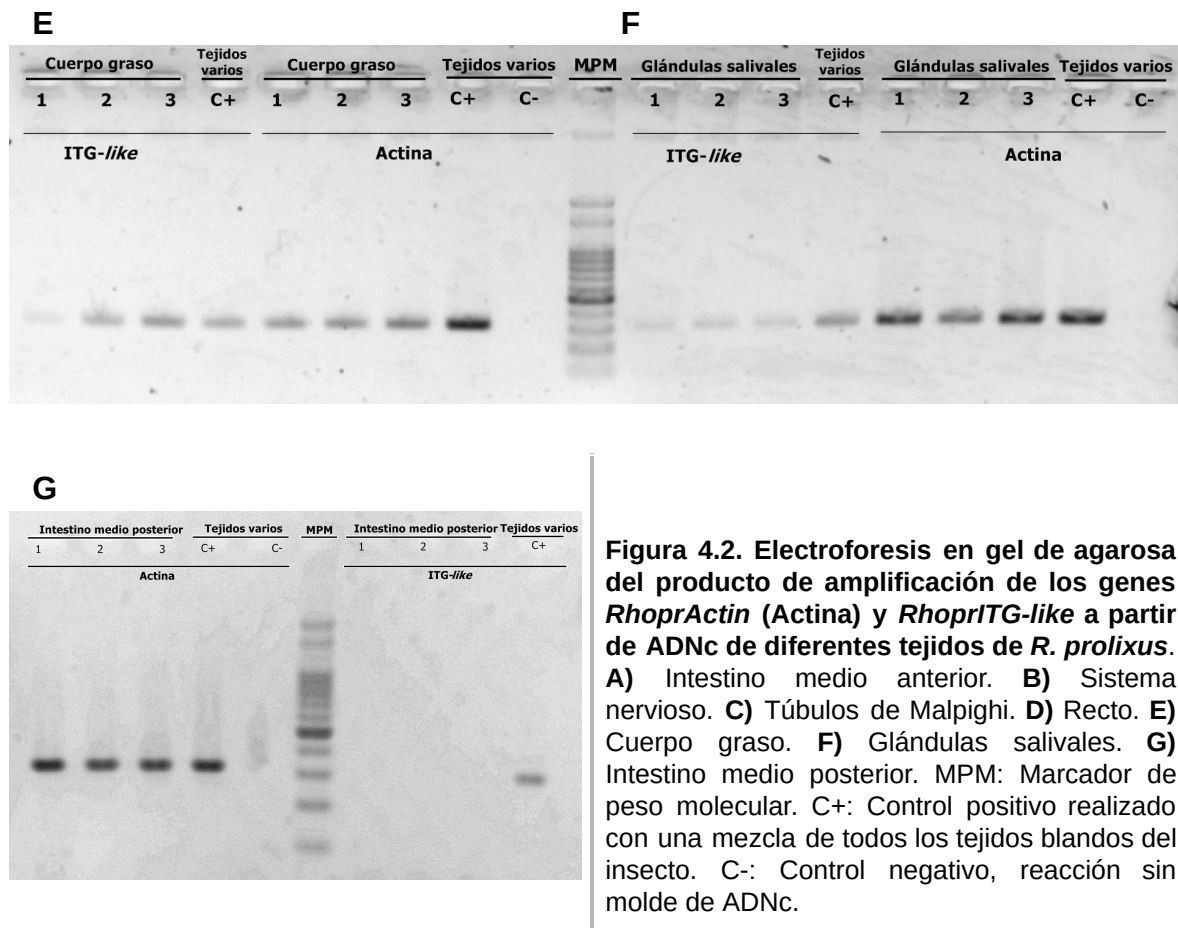 E
F
Cuerpo graso
Tejidos varios
Cuerpo graso
Tejidos varios
MPM
Glándulas salivales
Tejidos varios
Glándulas salivales
Tejidos varios
1 2 3 C+ 1 2 3 C+ C- 1 2 3 C+ 1 2 3 C+ C-
ITG-like
Actina
ITG-like
Actina
G
Intestino medio posterior
Tejidos varios
MPM
Intestino medio posterior
Tejidos varios
1 2 3 C+ C- 1 2 3 C+
Actina
ITG-like
Figura 4.2. Electroforesis en gel de agarosa
del producto de amplificación de los genes
RhoprActin (Actina) y RhoprITG-like a partir
de ADNc de diferentes tejidos de R. prolixus.
A) Intestino medio anterior. B) Sistema
nervioso. C) Túbulos de Malpighi. D) Recto. E)
Cuerpo graso. F) Glándulas salivales. G)
Intestino medio posterior. MPM: Marcador de
peso molecular. C+: Control positivo realizado
con una mezcla de todos los tejidos blandos del
insecto. C-: Control negativo, reacción sin
molde de ADNc.